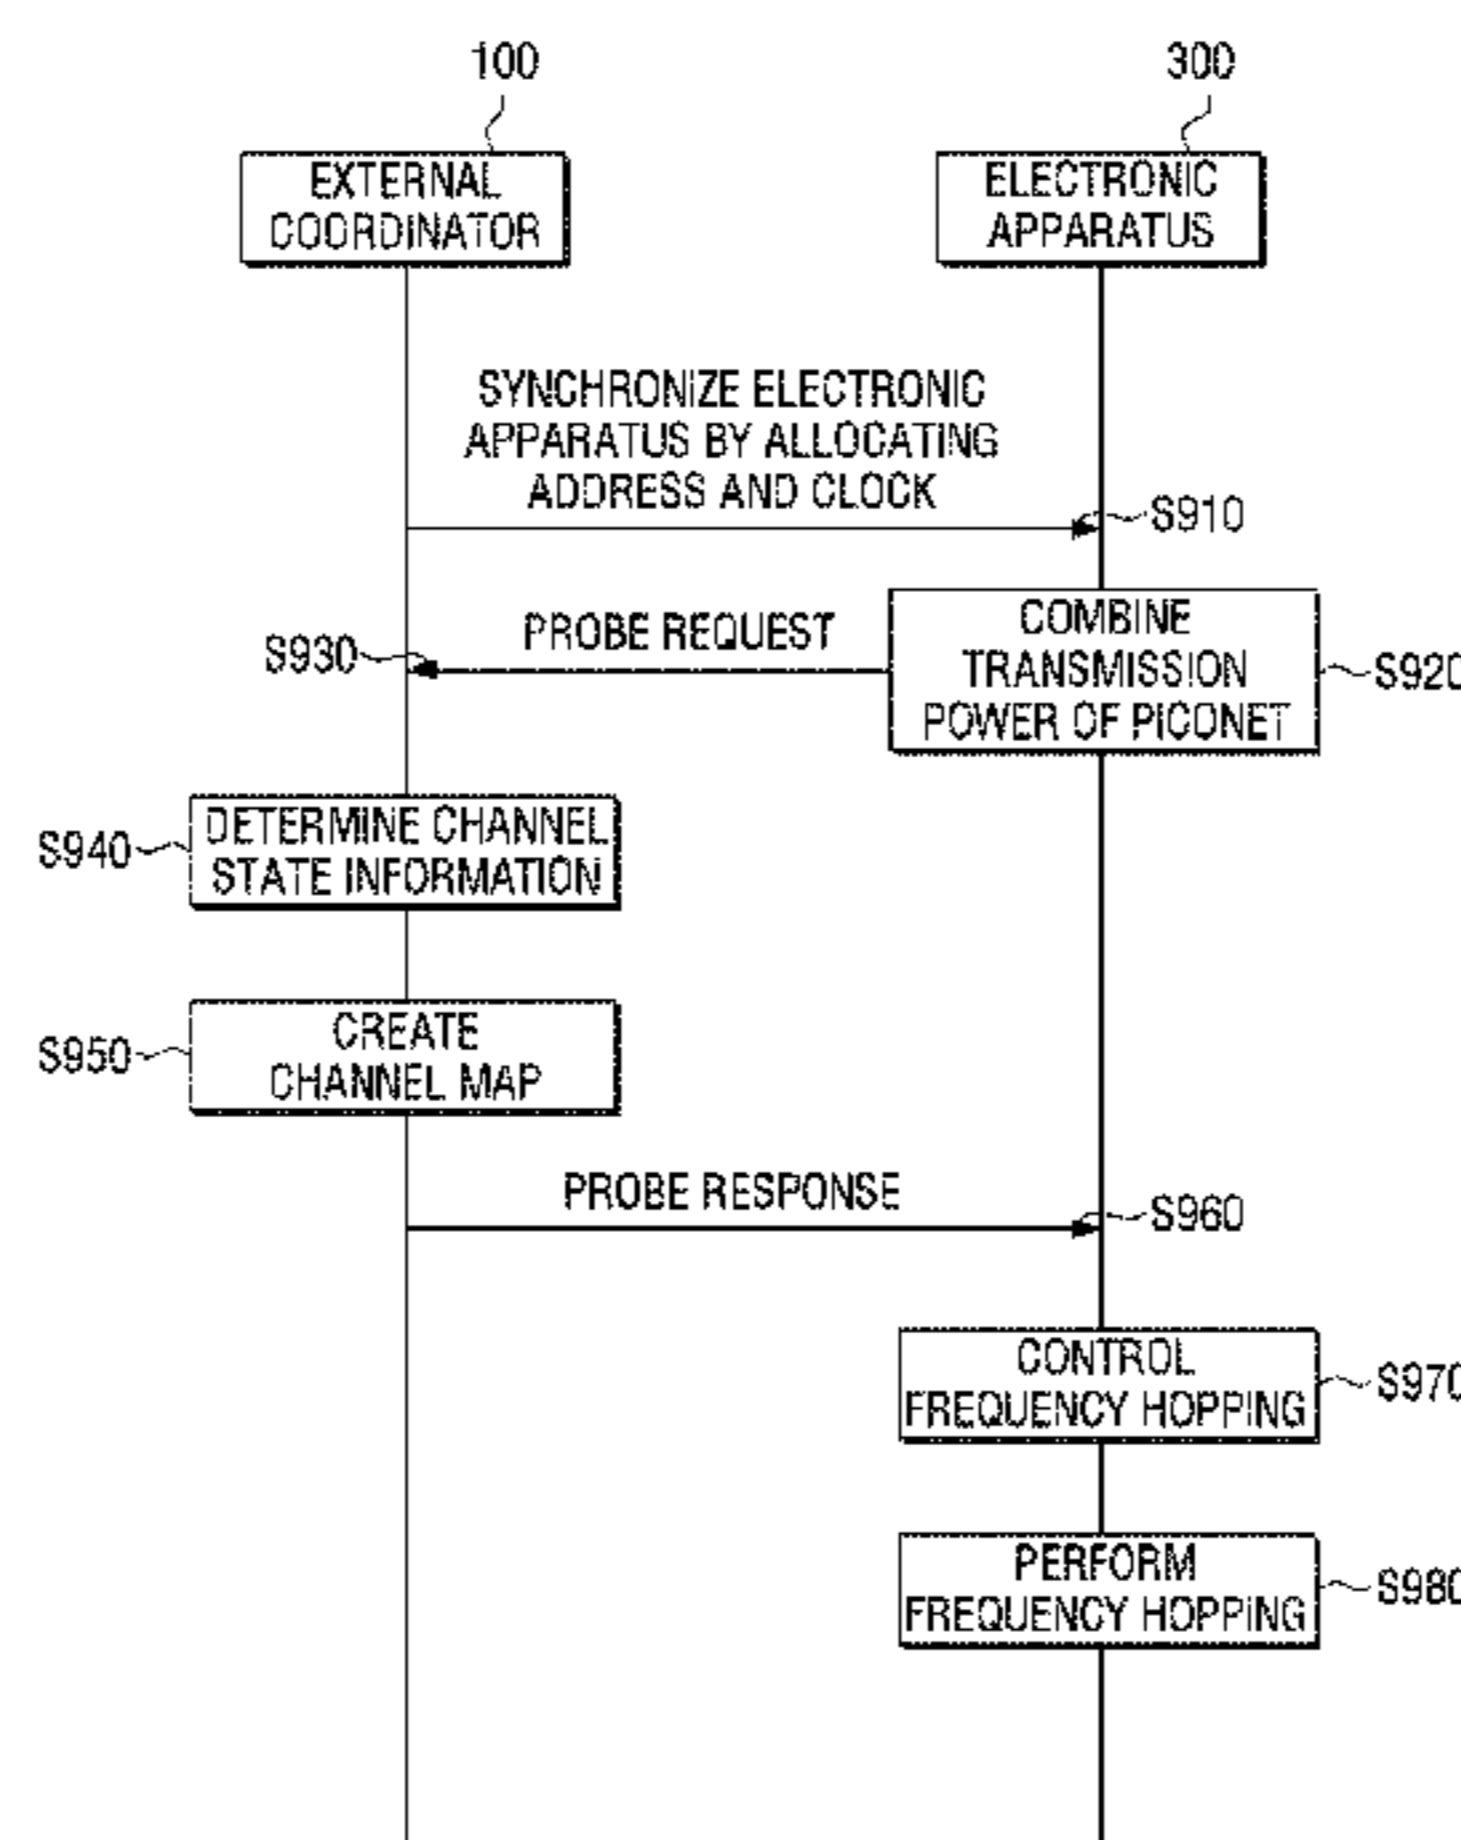 100
300
EXTERNAL
COORDINATOR
ELECTRONIC
APPARATUS
SYNCHRONIZE ELECTRONIC
APPARATUS BY ALLOCATING
ADDRESS AND CLOCK
S910
PROBE REQUEST
S930
COMBINE
TRANSMISSION
POWER OF PICONET
S920
DETERMINE CHANNEL
STATE INFORMATION
S940
CREATE
CHANNEL MAP
S950
PROBE RESPONSE
S960
CONTROL
FREQUENCY HOPPING
S970
PERFORM
FREQUENCY HOPPING
S980